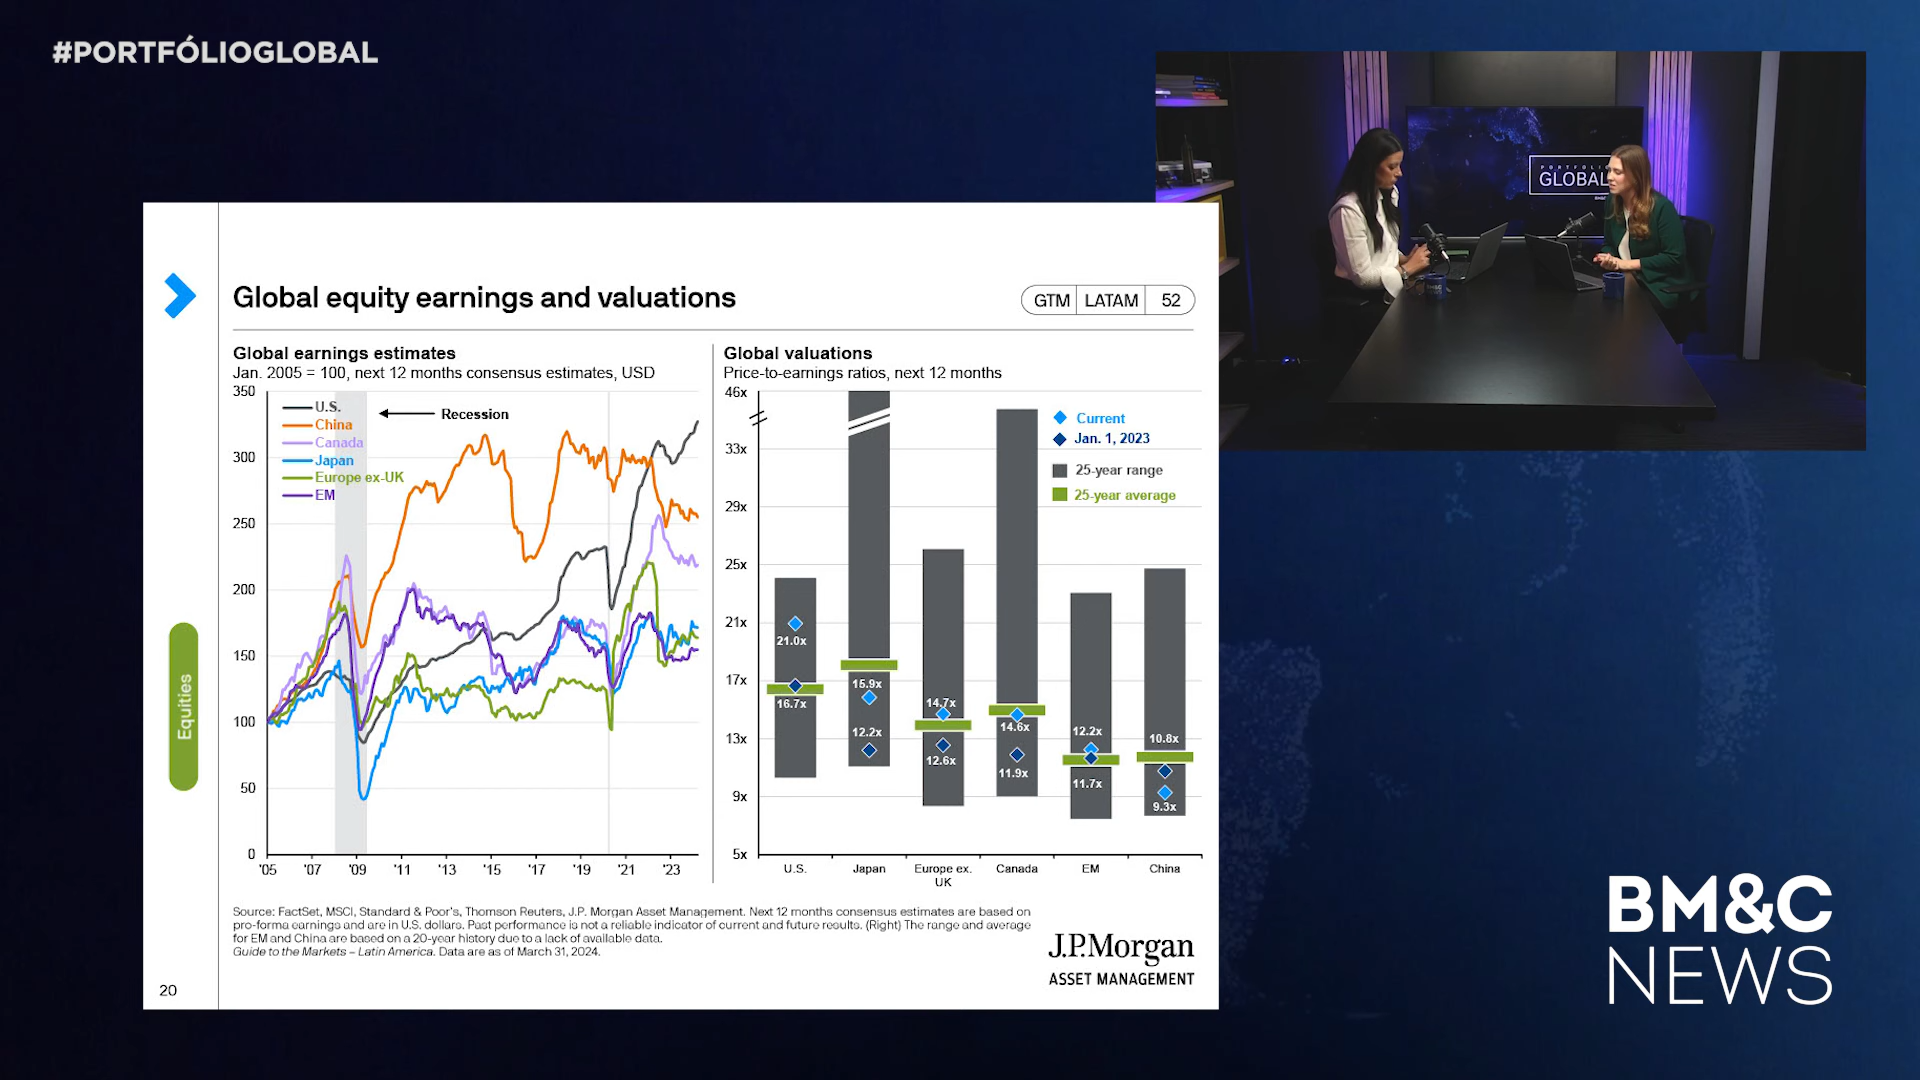 #PORTFÓLIOGLOBAL
PORTFOLIO
GLOBAL
Global equity earnings and valuations
GTM LATAM 52
Global earnings estimates
Jan. 2005 = 100, next 12 months consensus estimates, USD
350
300
250
200
150
100
50
0
U.S.
China
Canada
Japan
Europe ex-UK
EM
Recession
'05 '07 '09 '11 '13 '15 '17 '19 '21 '23
Global valuations
Price-to-earnings ratios, next 12 months
46x
33x
29x
25x
21x
17x
13x
9x
5x
Current
Jan. 1, 2023
25-year range
25-year average
21.0x
16.7x
15.9x
12.2x
14.7x
12.6x
14.6x
11.9x
12.2x
11.7x
10.8x
9.3x
U.S. Japan Europe ex. UK Canada EM China
Equities
Source: FactSet, MSCI, Standard & Poor's, Thomson Reuters, J.P. Morgan Asset Management. Next 12 months consensus estimates are based on
pro-forma earnings and are in U.S. dollars. Past performance is not a reliable indicator of current and future results. (Right) The range and average
for EM and China are based on a 20-year history due to a lack of available data.
Guide to the Markets – Latin America. Data are as of March 31, 2024.
J.P.Morgan
ASSET MANAGEMENT
20
BM&C
NEWS
BM&C